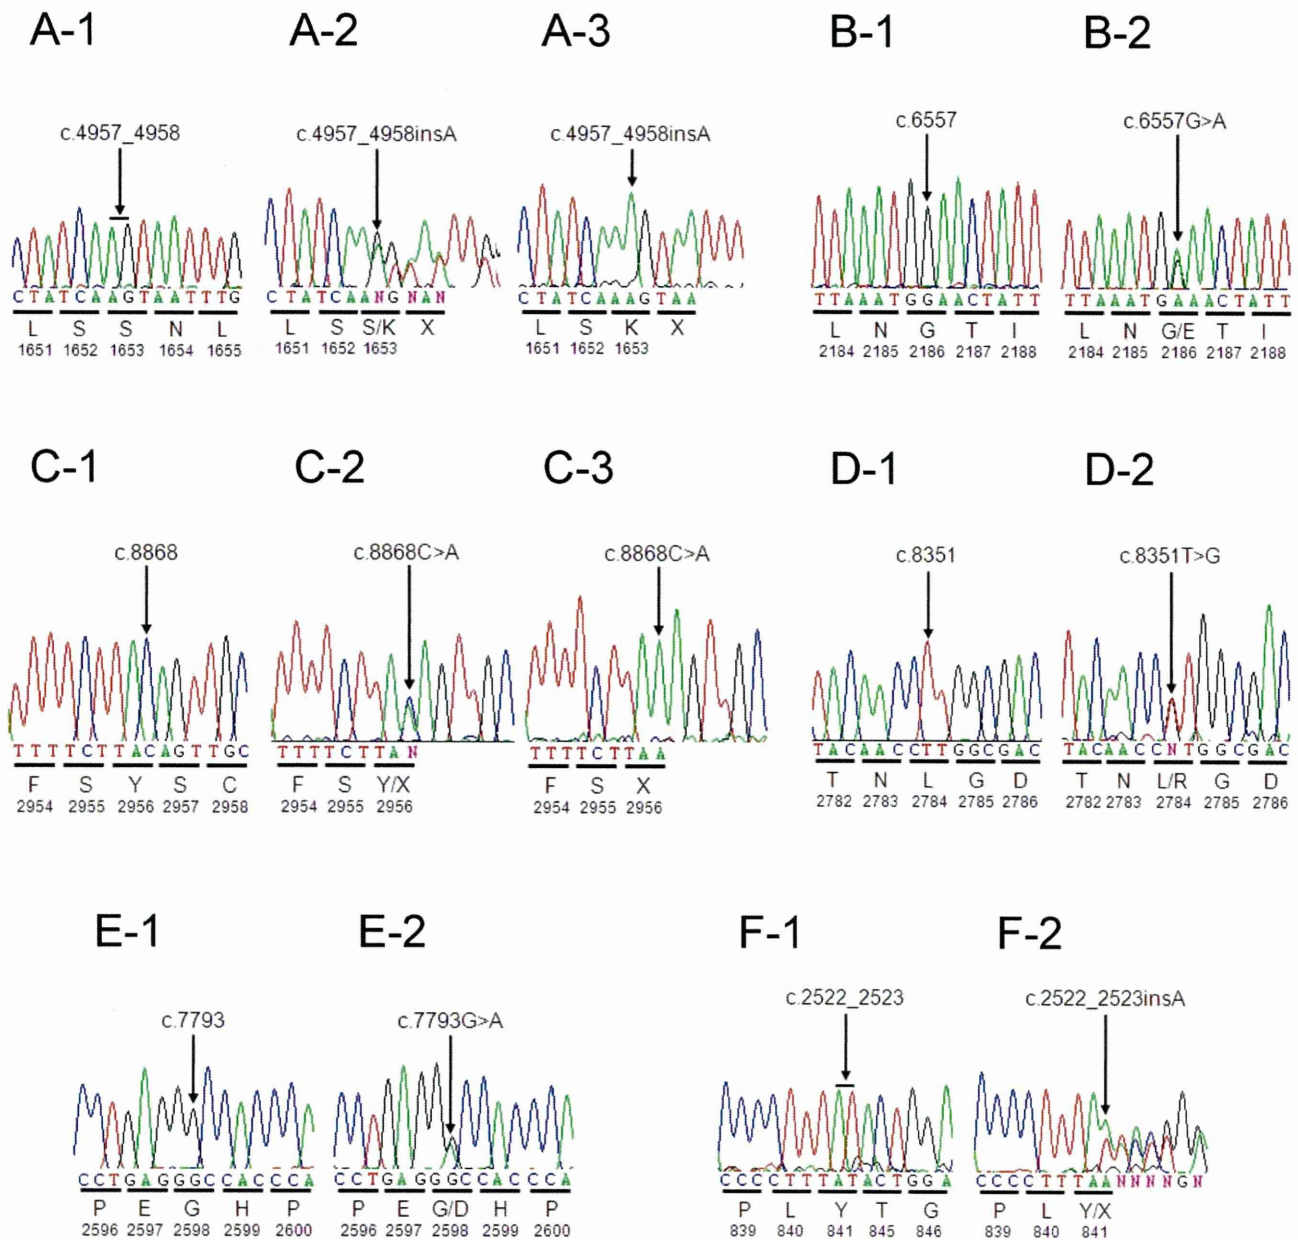 A-1 A-2 A-3 B-1 B-2
c.4957_4958 c.4957_4958insA c.4957_4958insA c.6557 c.6557G>A
CTATCAAGTAATTTG CTATCAANGNAN CTATCAAAGTAA TTAAATGGAACTATT TTAAATGAAACTATT
L S S N L L S S/K X L S K X L N G T I L N G/E T I
1651 1652 1653 1654 1655 1651 1652 1653 1651 1652 1653 2184 2185 2186 2187 2188 2184 2185 2186 2187 2188
C-1 C-2 C-3 D-1 D-2
c.8868 c.8868C>A c.8868C>A c.8351 c.8351T>G
TTTTCTTACAGTTGC TTTTCTTAN TTTTCTTAA TACAACCTTGGCGAC TACAACCNTGGCGAC
F S Y S C F S Y/X F S X T N L G D T N L/R G D
2954 2955 2956 2957 2958 2954 2955 2956 2954 2955 2956 2782 2783 2784 2785 2786 2782 2783 2784 2785 2786
E-1 E-2 F-1 F-2
c.7793 c.7793G>A c.2522_2523 c.2522_2523insA
CCTGAGGGCCACCCA CCTGAGGGCCACCCA CCCCTTTATACTGGA CCCCTTTAANNNNGN
P E G H P P E G/D H P P L Y T G P L Y/X
2596 2597 2598 2599 2600 2596 2597 2598 2599 2600 839 840 841 845 846 839 840 841